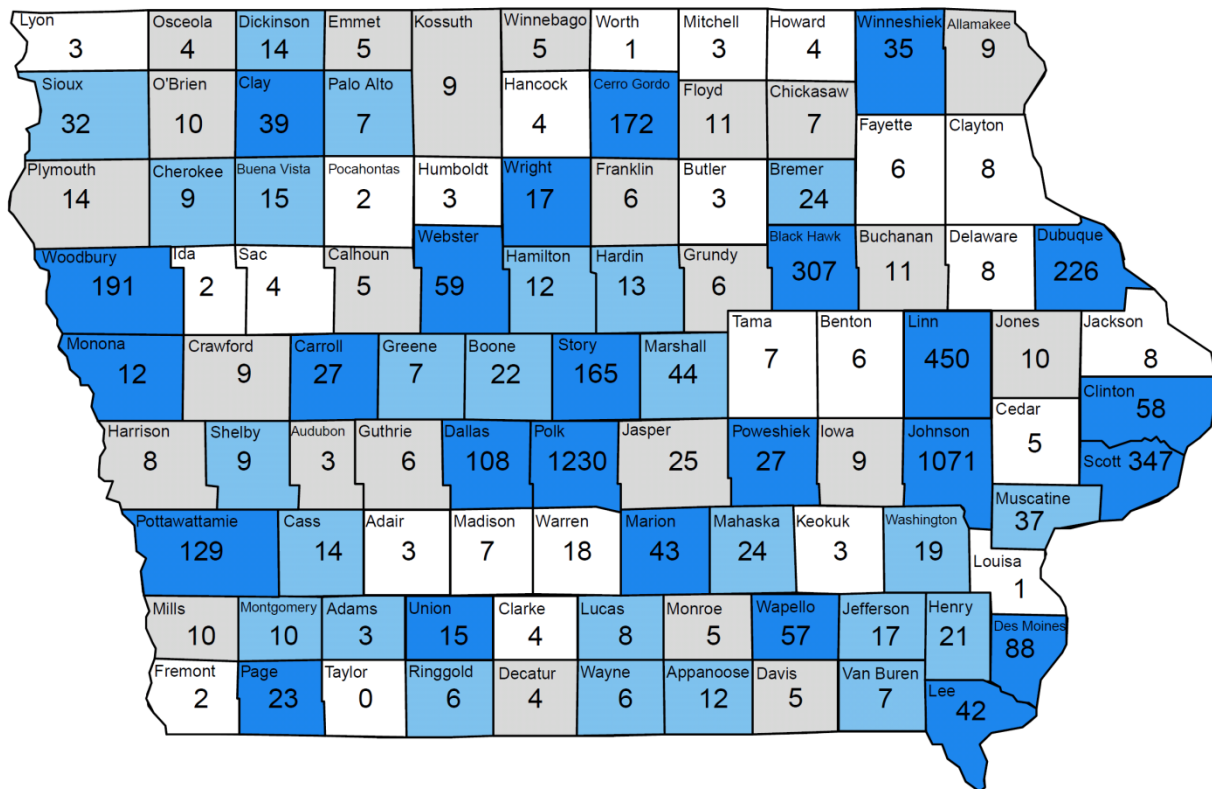 Lyon
3
Osceola
4
Dickinson
14
Emmet
5
Kossuth
9
Winnebago
5
Worth
1
Mitchell
3
Howard
4
Winneshiek
35
Allamakee
9
Sioux
32
O'Brien
10
Clay
39
Palo Alto
7
Hancock
4
Cerro Gordo
172
Floyd
11
Chickasaw
7
Fayette
6
Clayton
8
Plymouth
14
Cherokee
9
Buena Vista
15
Pocahontas
2
Humboldt
3
Wright
17
Franklin
6
Butler
3
Bremer
24
Woodbury
191
Ida
2
Sac
4
Calhoun
5
Webster
59
Hamilton
12
Hardin
13
Grundy
6
Black Hawk
307
Buchanan
11
Delaware
8
Dubuque
226
Monona
12
Crawford
9
Carroll
27
Greene
7
Boone
22
Story
165
Marshall
44
Tama
7
Benton
6
Linn
450
Jones
10
Jackson
8
Clinton
58
Harrison
8
Shelby
9
Audubon
3
Guthrie
6
Dallas
108
Polk
1230
Jasper
25
Poweshiek
27
Iowa
9
Johnson
1071
Cedar
5
Scott 347
Muscatine
37
Pottawattamie
129
Cass
14
Adair
3
Madison
7
Warren
18
Marion
43
Mahaska
24
Keokuk
3
Washington
19
Louisa
1
Mills
10
Montgomery
10
Adams
3
Union
15
Clarke
4
Lucas
8
Monroe
5
Wapello
57
Jefferson
17
Henry
21
Des Moines
88
Fremont
2
Page
23
Taylor
0
Ringgold
6
Decatur
4
Wayne
6
Appanoose
12
Davis
5
Van Buren
7
Lee
42